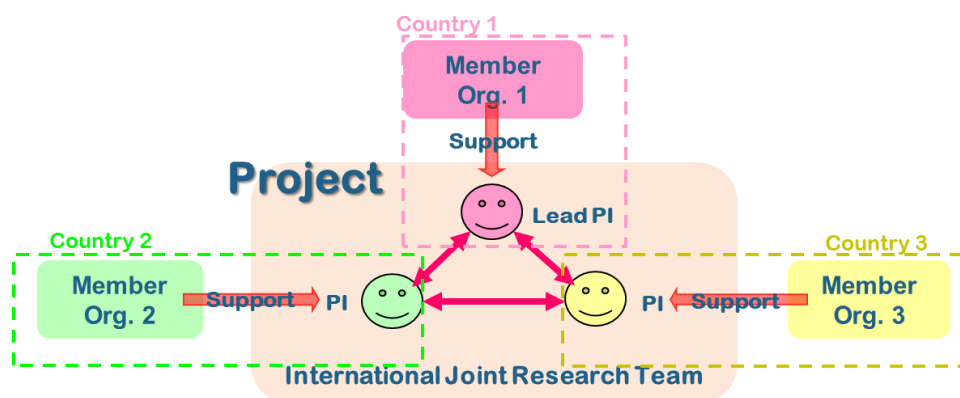 Country 1
Member
Org. 1
Support
Project
Lead PI
Country 2
Country 3
Member
Org. 2
Support
PI
PI
Support
Member
Org. 3
International Joint Research Team